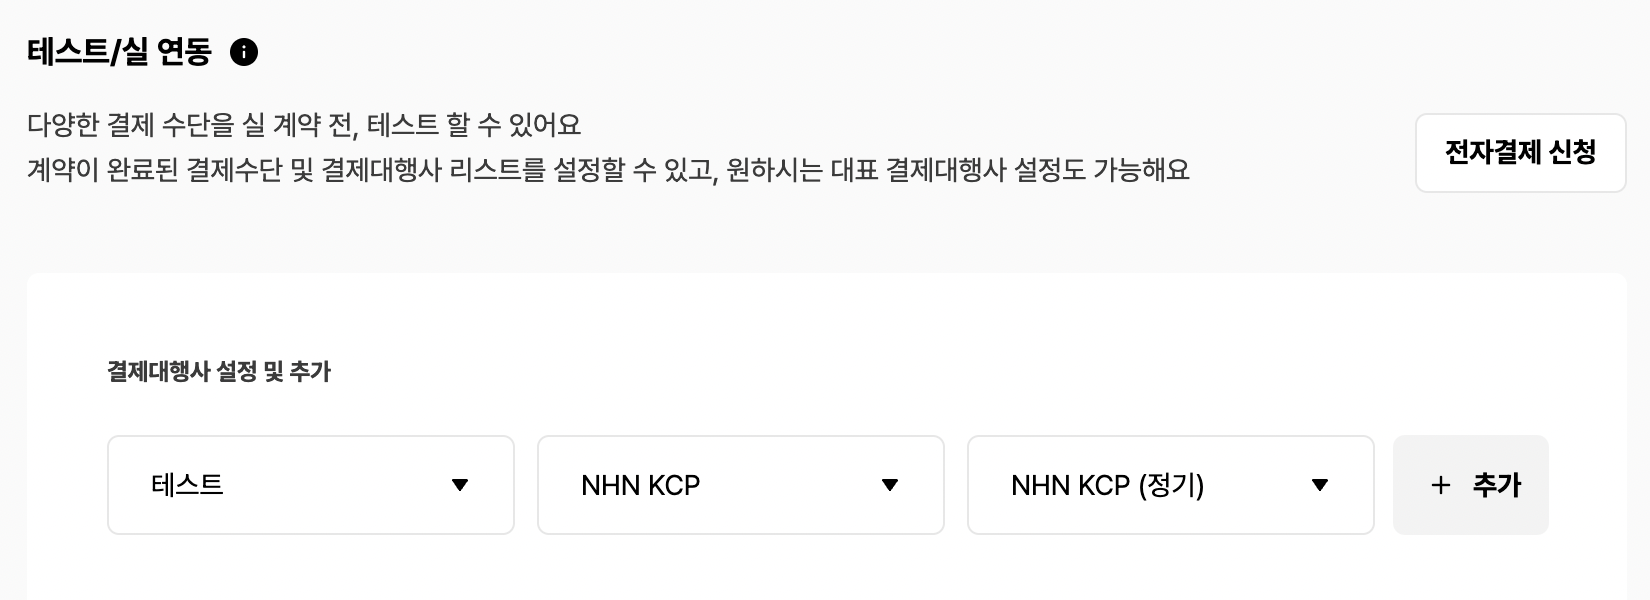 테스트/실 연동
다양한 결제 수단을 실 계약 전, 테스트 할 수 있어요
계약이 완료된 결제수단 및 결제대행사 리스트를 설정할 수 있고, 원하시는 대표 결제대행사 설정도 가능해요
전자결제 신청
결제대행사 설정 및 추가
테스트
NHN KCP
NHN KCP (정기)
+ 추가